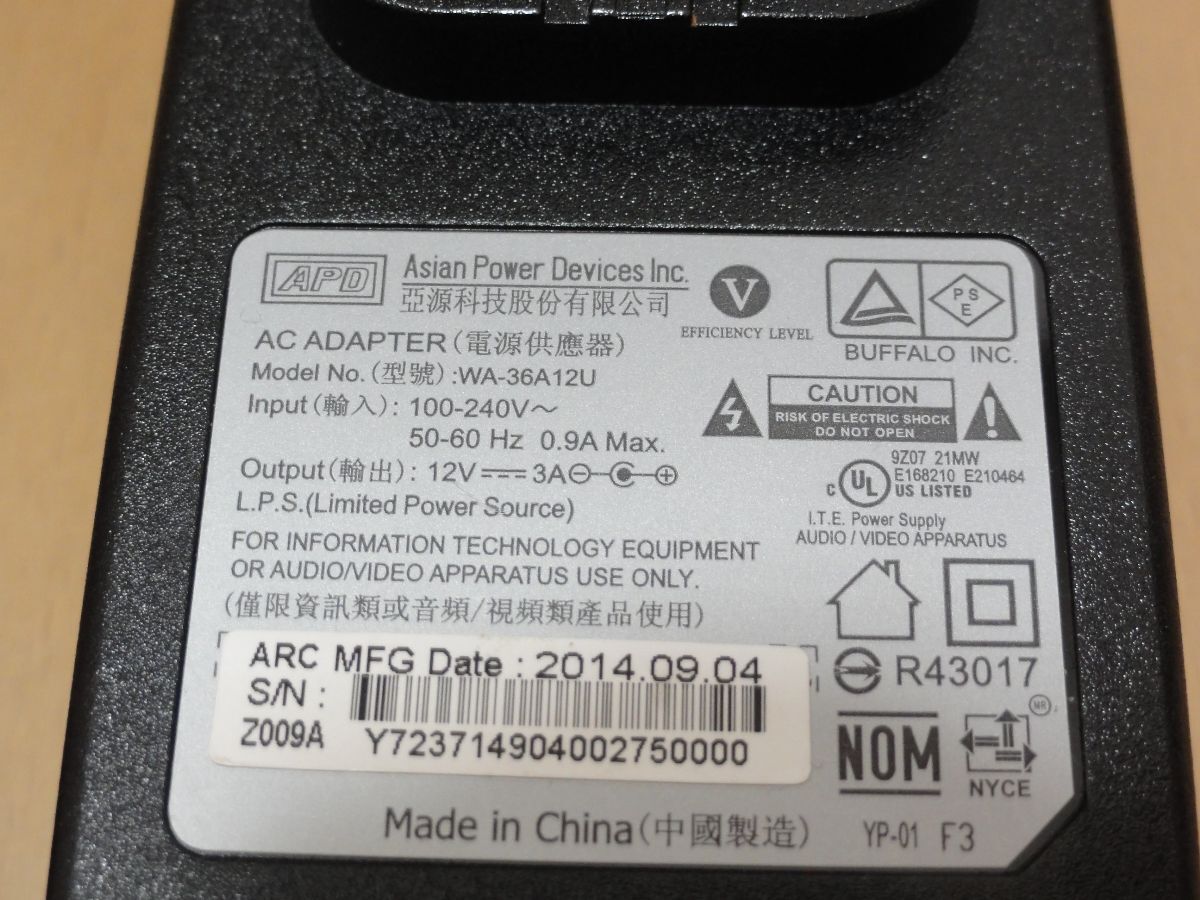 APD
Asian Power Devices Inc.
亞源科技股份有限公司
V
EFFICIENCY LEVEL
PSE
BUFFALO INC.
AC ADAPTER(電源供應器)
Model No.(型號):WA-36A12U
Input(輸入): 100-240V～
50-60 Hz 0.9A Max.
Output(輸出): 12V⎓3A⊖-●-⊕
L.P.S.(Limited Power Source)
CAUTION
RISK OF ELECTRIC SHOCK
DO NOT OPEN
9Z07 21MW
E168210 E210464
c UL US LISTED
I.T.E. Power Supply
AUDIO / VIDEO APPARATUS
FOR INFORMATION TECHNOLOGY EQUIPMENT
OR AUDIO/VIDEO APPARATUS USE ONLY.
(僅限資訊類或音頻/視頻類產品使用)
ARC MFG Date : 2014.09.04
S/N :
Z009A Y723714904002750000
R43017
NOM
MR
NYCE
Made in China(中國製造)
YP-01 F3